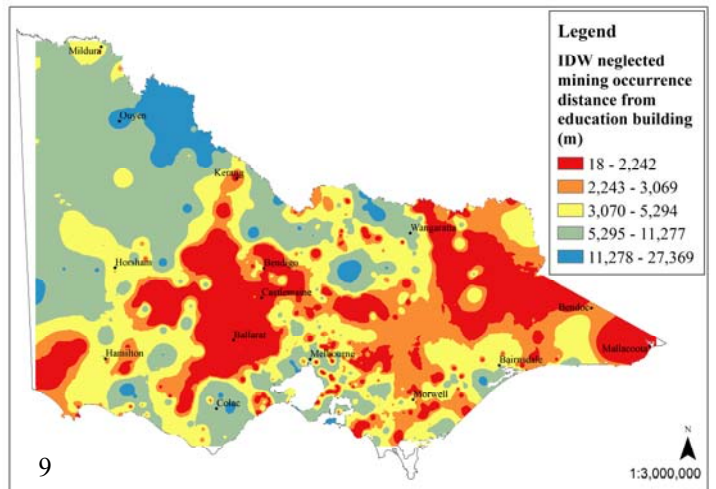 Legend
IDW neglected
mining occurrence
distance from
education building
(m)
18 - 2,242
2,243 - 3,069
3,070 - 5,294
5,295 - 11,277
11,278 - 27,369
Mildura
Ouyen
Kerang
Wangaratta
Horsham
Bendigo
Castlemaine
Bendoc
Ballarat
Mallacoota
Hamilton
Melbourne
Bairnsdale
Morwell
Colac
N
1:3,000,000
9